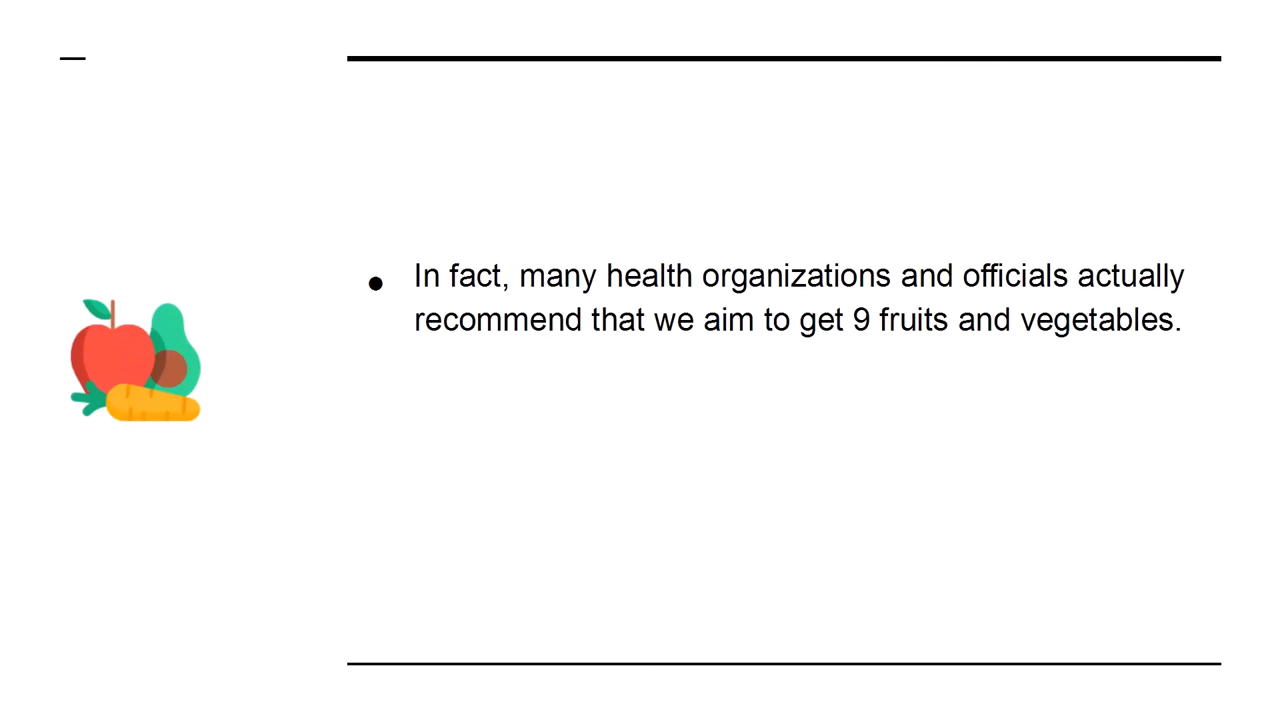 In fact, many health organizations and officials actually
recommend that we aim to get 9 fruits and vegetables.